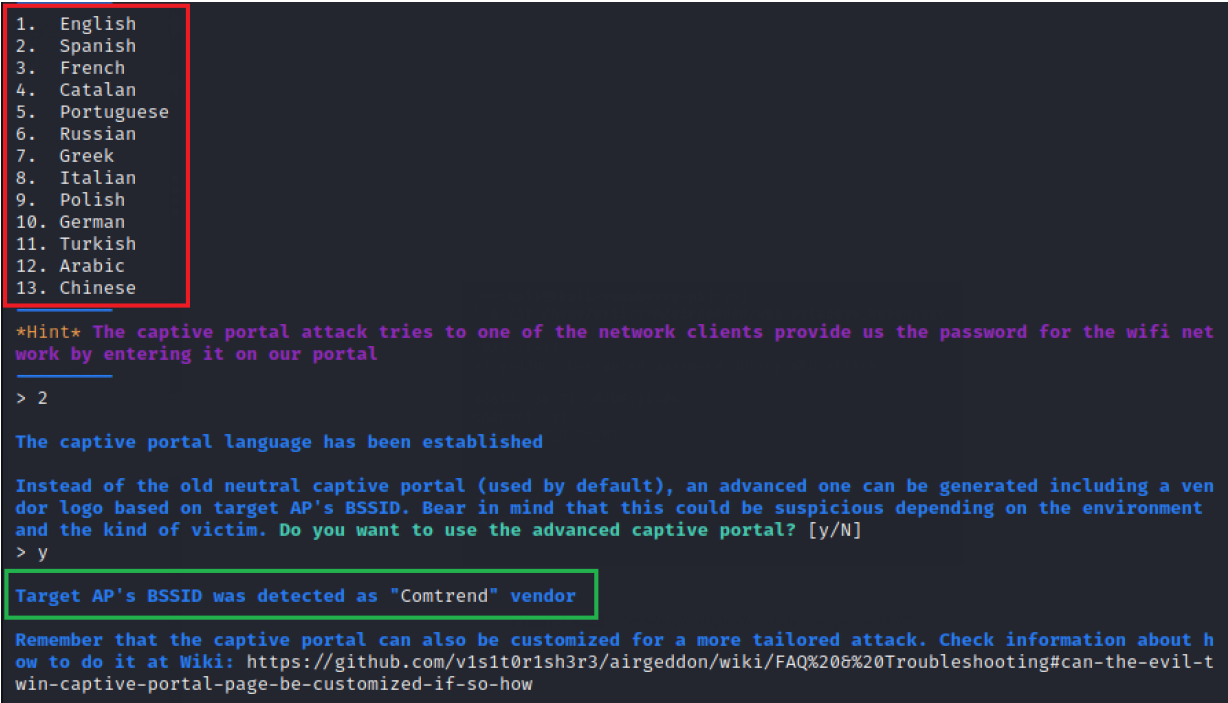 1.  English
2.  Spanish
3.  French
4.  Catalan
5.  Portuguese
6.  Russian
7.  Greek
8.  Italian
9.  Polish
10. German
11. Turkish
12. Arabic
13. Chinese
*Hint* The captive portal attack tries to one of the network clients provide us the password for the wifi net
work by entering it on our portal
> 2
The captive portal language has been established
Instead of the old neutral captive portal (used by default), an advanced one can be generated including a ven
dor logo based on target AP's BSSID. Bear in mind that this could be suspicious depending on the environment
and the kind of victim. Do you want to use the advanced captive portal? [y/N]
> y
Target AP's BSSID was detected as "Comtrend" vendor
Remember that the captive portal can also be customized for a more tailored attack. Check information about h
ow to do it at Wiki: https://github.com/v1s1t0r1sh3r3/airgeddon/wiki/FAQ%20&%20Troubleshooting#can-the-evil-t
win-captive-portal-page-be-customized-if-so-how